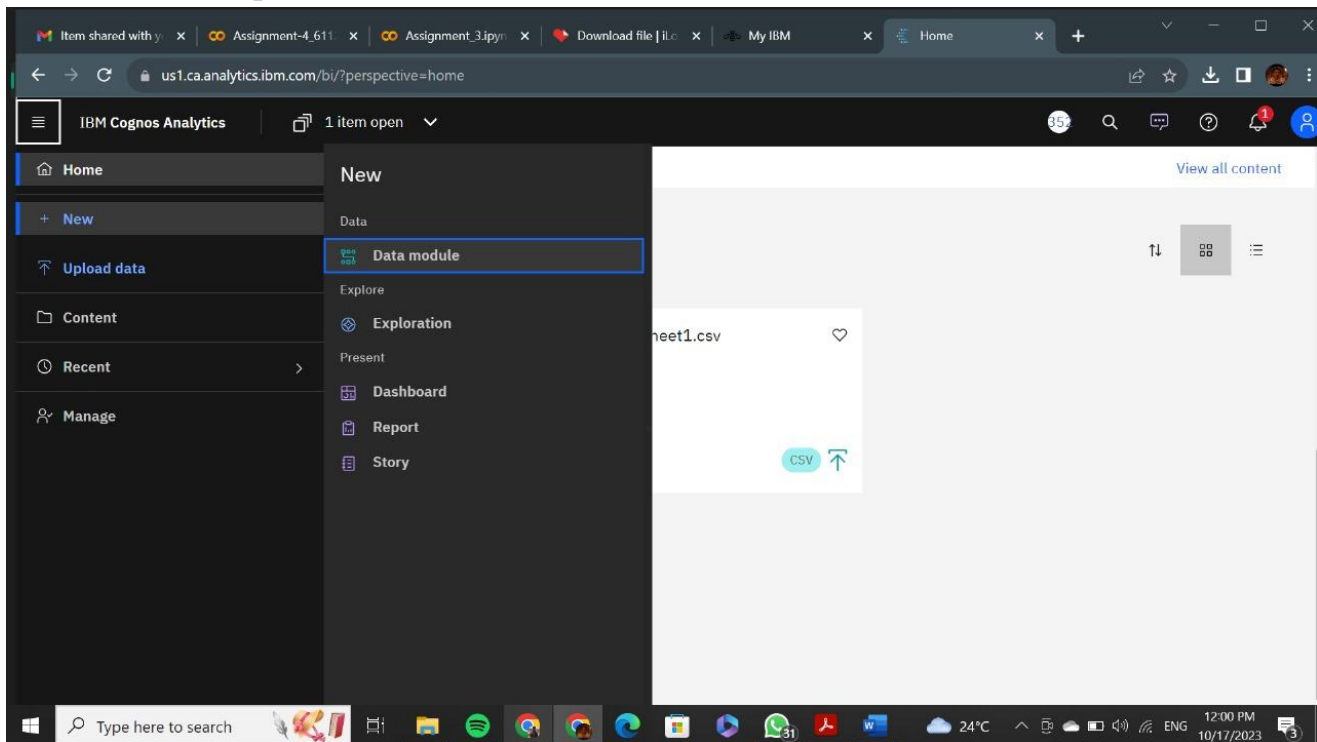 Item shared with y Assignment-4_611 Assignment_3.ipyn Download file | iLo My IBM Home
us1.ca.analytics.ibm.com/bi/?perspective=home
IBM Cognos Analytics 1 item open 352 1
Home New View all content
+ New Data
Upload data Data module
Explore
Content Exploration heet1.csv
Recent Present
Dashboard
Manage Report
Story CSV
Type here to search 31 24°C ENG 12:00 PM
10/17/2023 3